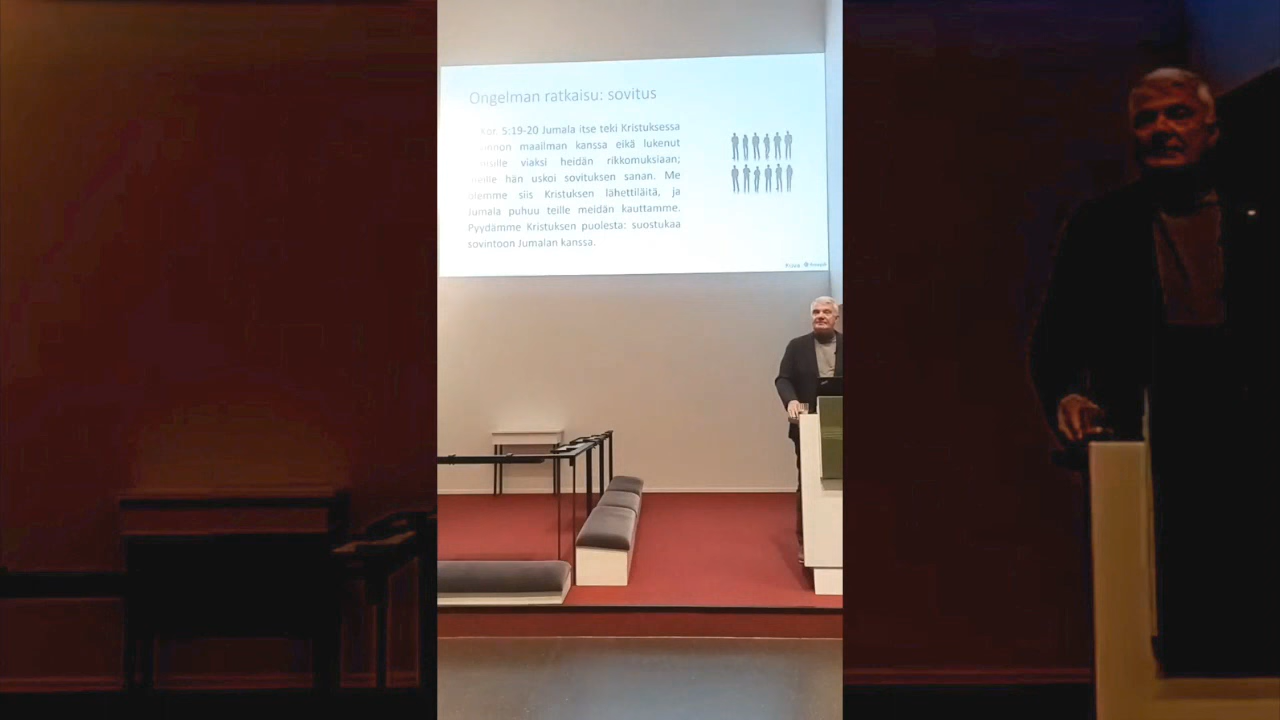 Ongelman ratkaisu: sovitus
Kor. 5:19-20 Jumala itse teki Kristuksessa
maailman kanssa eikä lukenut
viaksi heidän rikkomuksiaan;
hän uskoi sovituksen sanan. Me
olemme siis Kristuksen lähettiläitä, ja
Jumala puhuu teille meidän kauttamme.
Pyydämme Kristuksen puolesta: suostukaa
sovintoon Jumalan kanssa.